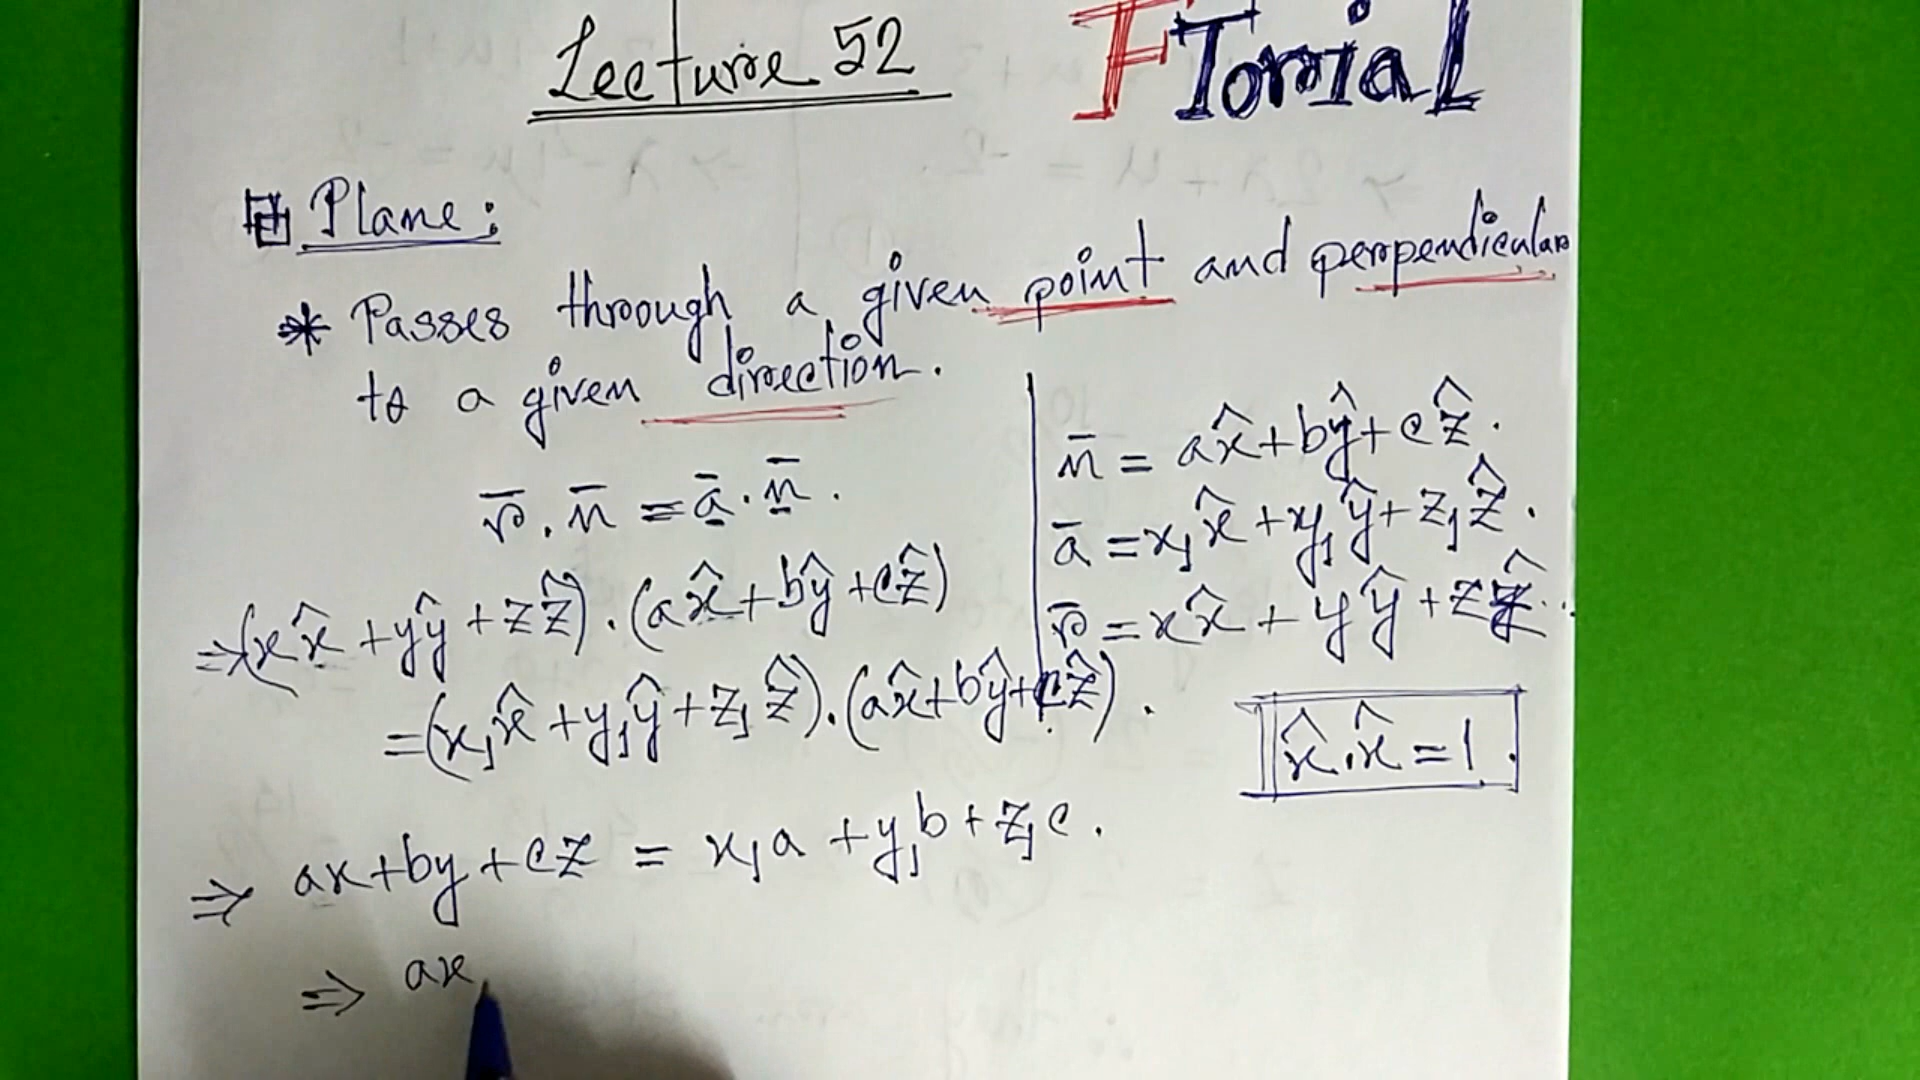 Lecture 52
FTorial
Plane:
* Passes through a given point and perpendicular
to a given direction.
r̄ . n̄ = ā . n̄ .
⇒ (xx̂ + yŷ + zẑ) . (ax̂ + bŷ + cẑ)
= (x₁x̂ + y₁ŷ + z₁ẑ) . (ax̂ + bŷ + cẑ) .
⇒ ax + by + cz = x₁a + y₁b + z₁c .
⇒ ax
n̄ = ax̂ + bŷ + cẑ .
ā = x₁x̂ + y₁ŷ + z₁ẑ .
r̄ = xx̂ + yŷ + zẑ .
x̂ . x̂ = 1 .